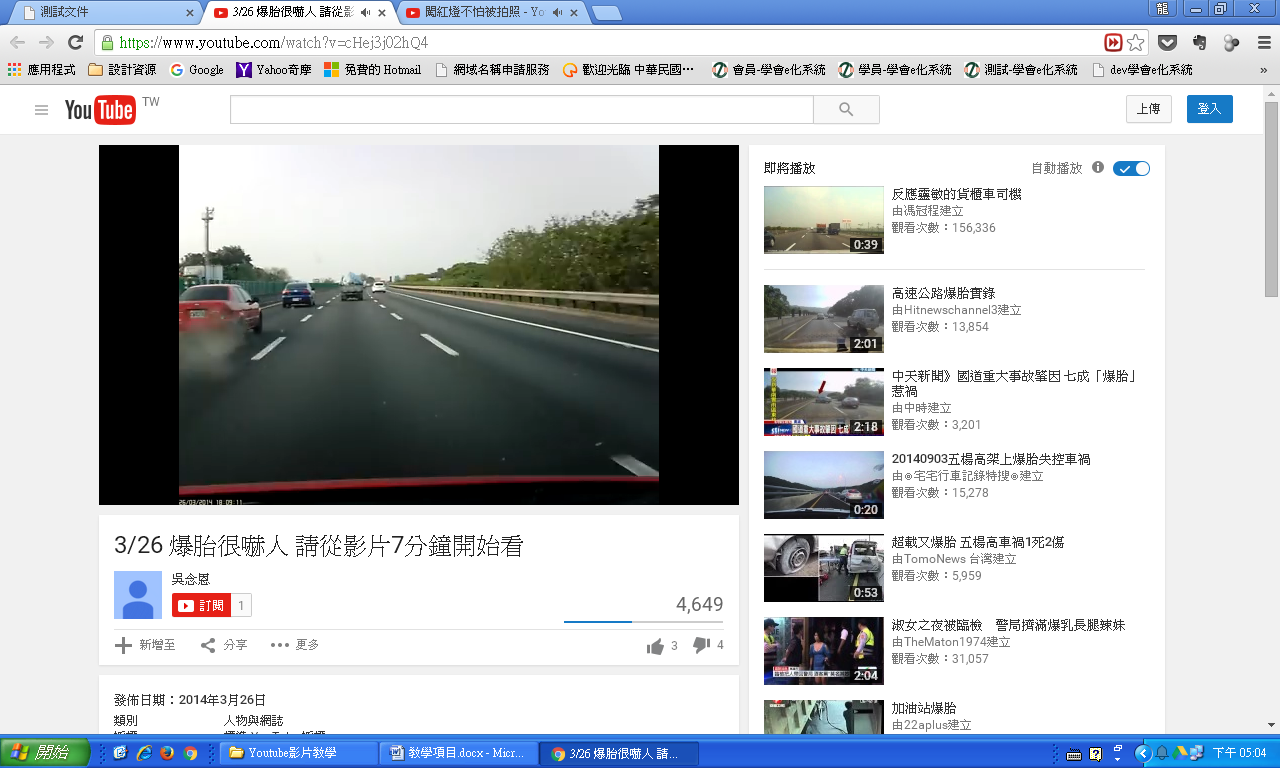 測試文件
3/26 爆胎很嚇人 請從影
闖紅燈不怕被拍照 - Yo
龍
https://www.youtube.com/watch?v=cHej3j02hQ4
應用程式
設計資源
Google
Yahoo奇摩
免費的 Hotmail
網域名稱申請服務
歡迎光臨 中華民國…
會員-學會e化系統
學員-學會e化系統
測試-學會e化系統
dev學會e化系統
»
YouTube TW
上傳
登入
26/03/2014 18:09:11
3/26 爆胎很嚇人 請從影片7分鐘開始看
吳念恩
訂閱 1
4,649
新增至
分享
更多
3
4
發佈日期：2014年3月26日
類別 人物與網誌
即將播放
自動播放
0:39
反應靈敏的貨櫃車司機
由馮冠程建立
觀看次數：156,336
2:01
高速公路爆胎實錄
由Hitnewschannel3建立
觀看次數：13,854
2:18
中天新聞》國道重大事故肇因 七成「爆胎」
惹禍
由中時建立
觀看次數：3,201
0:20
20140903五楊高架上爆胎失控車禍
由⊙宅宅行車記錄特搜⊙建立
觀看次數：15,278
0:53
超載又爆胎 五楊高車禍1死2傷
由TomoNews 台灣建立
觀看次數：5,959
2:04
淑女之夜被臨檢　警局擠滿爆乳長腿辣妹
由TheMaton1974建立
觀看次數：31,057
加油站爆胎
由22aplus建立
開始
Youtube影片教學
教學項目.docx - Micr...
3/26 爆胎很嚇人 請...
下午 05:04